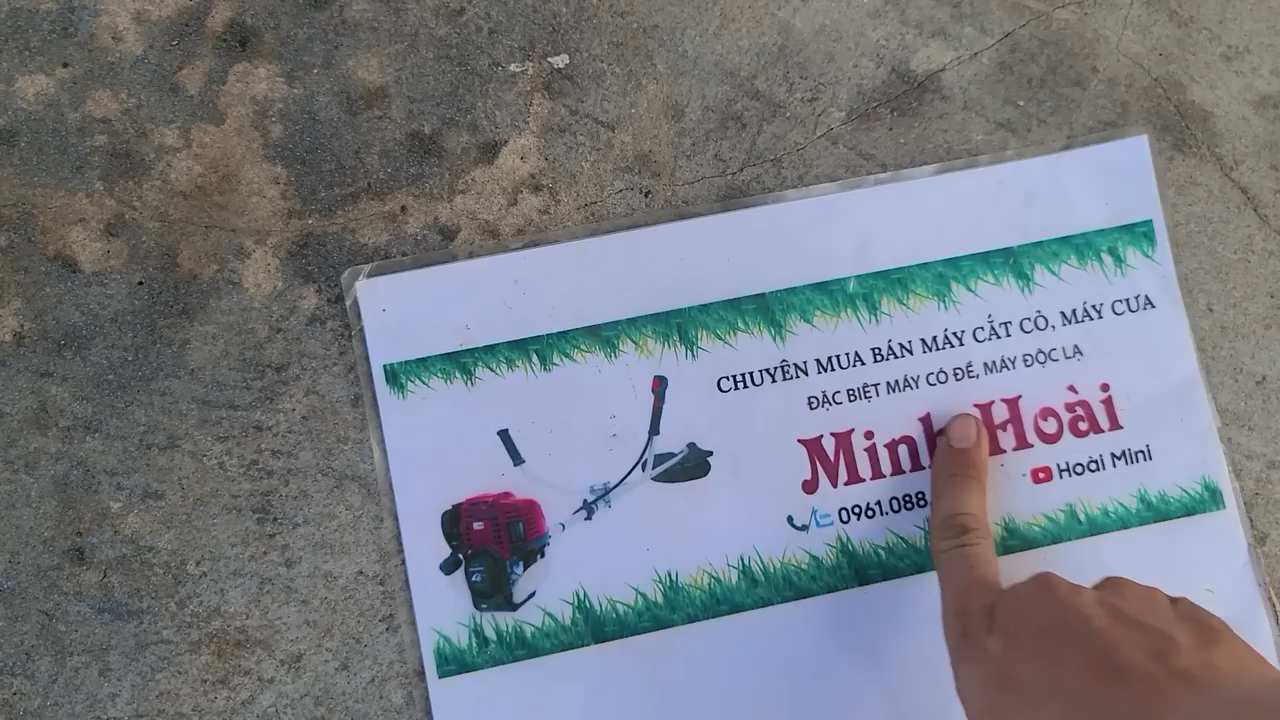 CHUYÊN MUA BÁN MÁY CẮT CỎ, MÁY CƯA
ĐẶC BIỆT MÁY CÓ ĐỀ, MÁY ĐỘC LẠ
Minh Hoài
0961.088.
Hoài Mini